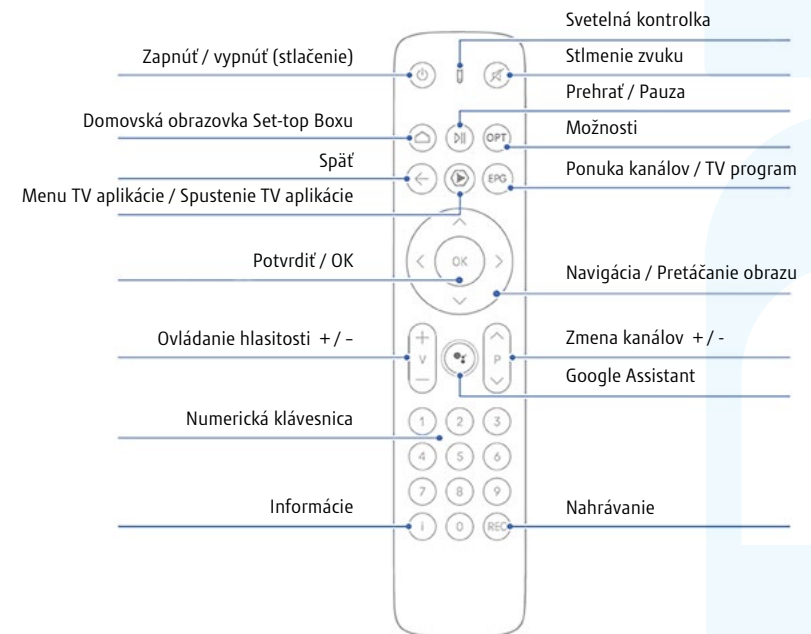 Svetelná kontrolka
Zapnúť / vypnúť (stlačenie)
Stlmenie zvuku
Prehrať / Pauza
Domovská obrazovka Set-top Boxu
Možnosti
OPT
Späť
Ponuka kanálov / TV program
EPG
Menu TV aplikácie / Spustenie TV aplikácie
Potvrdiť / OK
OK
Navigácia / Pretáčanie obrazu
Ovládanie hlasitosti + / –
Zmena kanálov + / -
+
V
–
P
Google Assistant
Numerická klávesnica
1 2 3
4 5 6
7 8 9
Informácie
Nahrávanie
i 0 REC